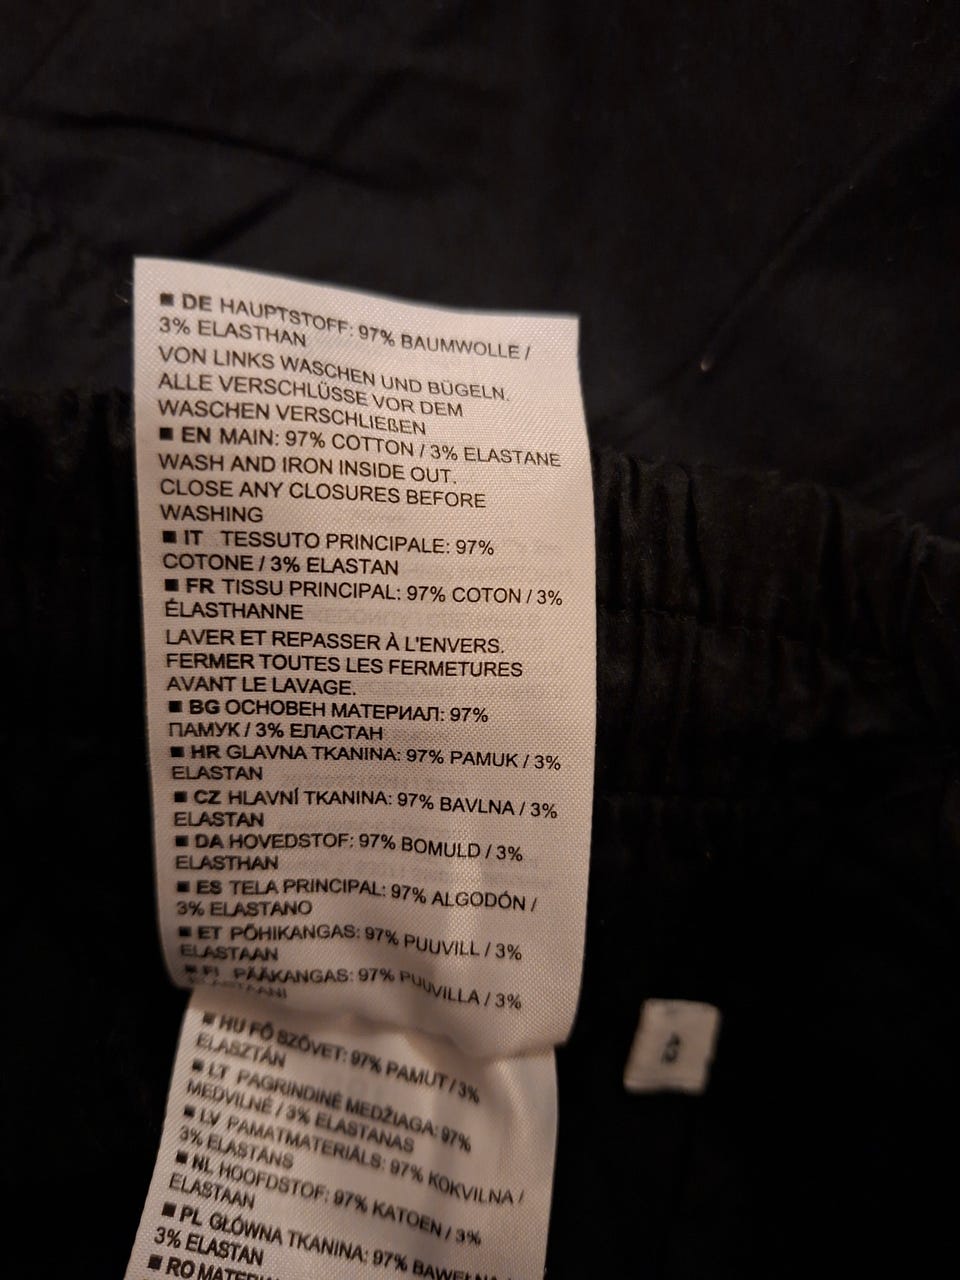 ■ DE HAUPTSTOFF: 97% BAUMWOLLE /
3% ELASTHAN
VON LINKS WASCHEN UND BÜGELN.
ALLE VERSCHLÜSSE VOR DEM
WASCHEN VERSCHLIEẞEN
■ EN MAIN: 97% COTTON / 3% ELASTANE
WASH AND IRON INSIDE OUT.
CLOSE ANY CLOSURES BEFORE
WASHING
■ IT TESSUTO PRINCIPALE: 97%
COTONE / 3% ELASTAN
■ FR TISSU PRINCIPAL: 97% COTON / 3%
ÉLASTHANNE
LAVER ET REPASSER À L'ENVERS.
FERMER TOUTES LES FERMETURES
AVANT LE LAVAGE.
■ BG ОСНОВЕН МАТЕРИАЛ: 97%
ПАМУК / 3% ЕЛАСТАН
■ HR GLAVNA TKANINA: 97% PAMUK / 3%
ELASTAN
■ CZ HLAVNÍ TKANINA: 97% BAVLNA / 3%
ELASTAN
■ DA HOVEDSTOF: 97% BOMULD / 3%
ELASTHAN
■ ES TELA PRINCIPAL: 97% ALGODÓN /
3% ELASTANO
■ ET PÕHIKANGAS: 97% PUUVILL / 3%
ELASTAAN
■ FI PÄÄKANGAS: 97% PUUVILLA / 3%
ELASTAANI
■ HU FŐ SZÖVET: 97% PAMUT / 3%
ELASZTÁN
■ LT PAGRINDINĖ MEDŽIAGA: 97%
MEDVILNĖ / 3% ELASTANAS
■ LV PAMATMATERIĀLS: 97% KOKVILNA /
3% ELASTĀNS
■ NL HOOFDSTOF: 97% KATOEN / 3%
ELASTAAN
■ PL GŁÓWNA TKANINA: 97%
3% ELASTAN
■ RO
42